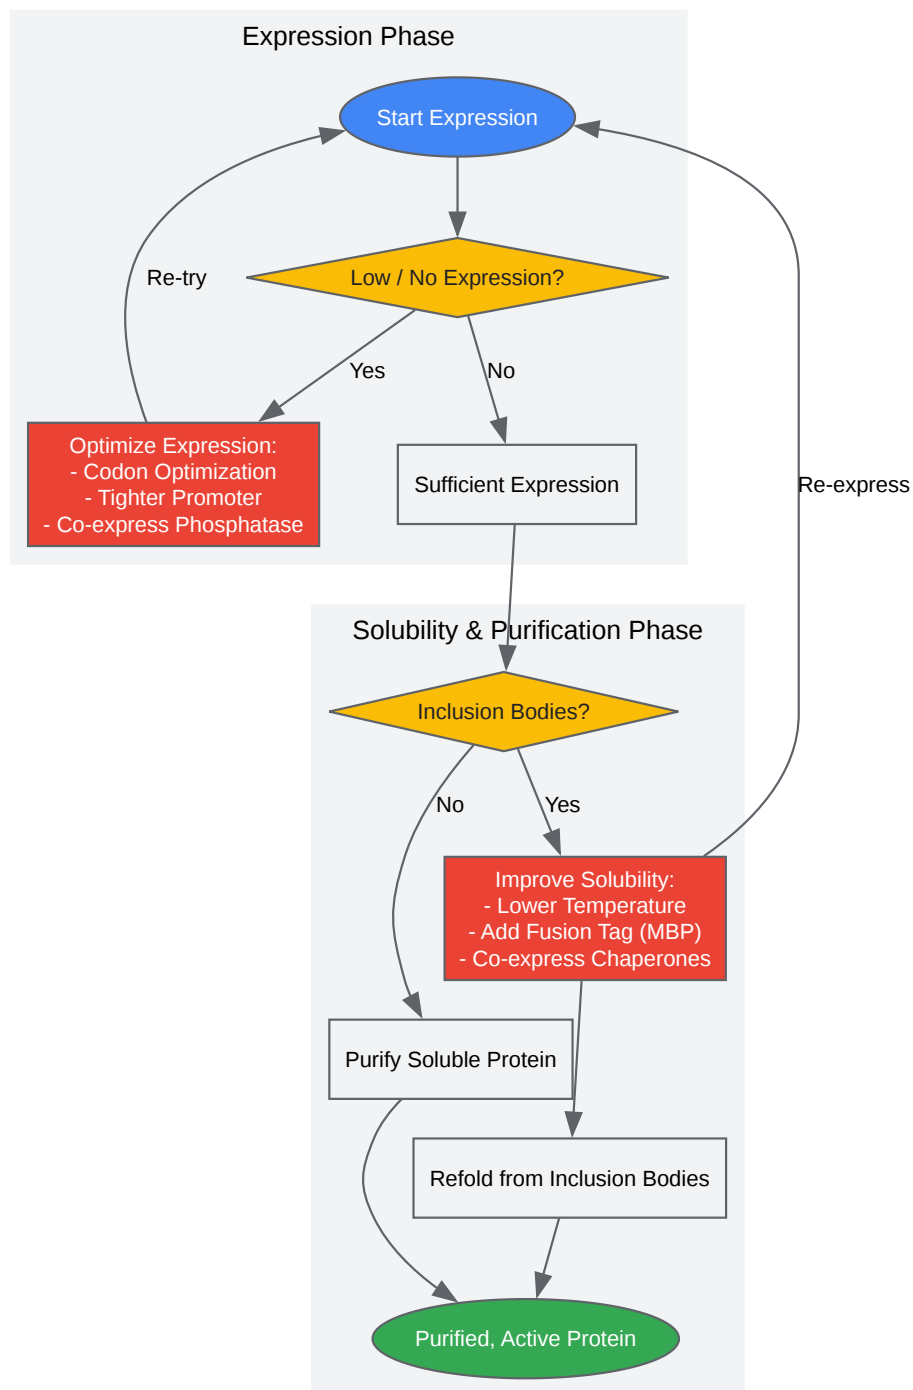 Expression Phase
Start Expression
Low / No Expression?
Re-try
Yes
No
Optimize Expression:
- Codon Optimization
- Tighter Promoter
- Co-express Phosphatase
Sufficient Expression
Re-express
Solubility & Purification Phase
Inclusion Bodies?
No
Yes
Improve Solubility:
- Lower Temperature
- Add Fusion Tag (MBP)
- Co-express Chaperones
Purify Soluble Protein
Refold from Inclusion Bodies
Purified, Active Protein